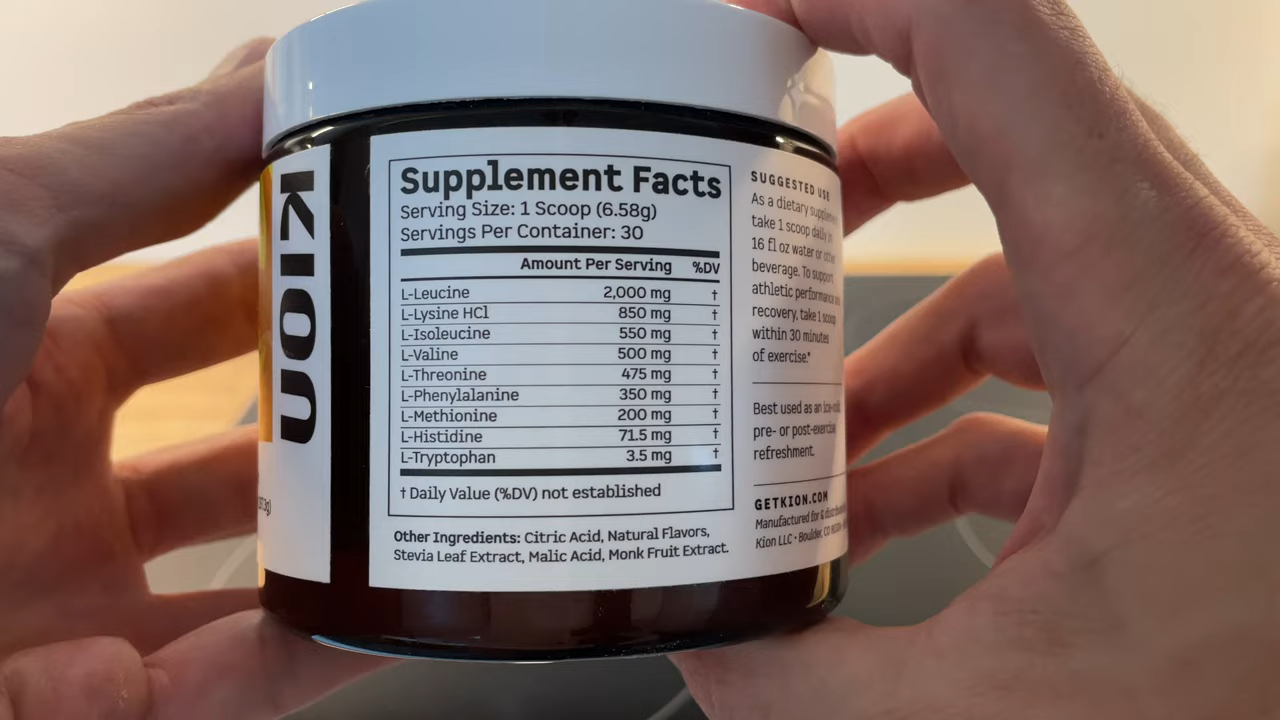 KION
Supplement Facts
Serving Size: 1 Scoop (6.58g)
Servings Per Container: 30
Amount Per Serving %DV
L-Leucine 2,000 mg †
L-Lysine HCl 850 mg †
L-Isoleucine 550 mg †
L-Valine 500 mg †
L-Threonine 475 mg †
L-Phenylalanine 350 mg †
L-Methionine 200 mg †
L-Histidine 71.5 mg †
L-Tryptophan 3.5 mg †
† Daily Value (%DV) not established
Other Ingredients: Citric Acid, Natural Flavors,
Stevia Leaf Extract, Malic Acid, Monk Fruit Extract.
SUGGESTED USE
As a dietary supplement
take 1 scoop daily in
16 fl oz water or other
beverage. To support
athletic performance
recovery, take 1 scoop
within 30 minutes
of exercise.*
Best used as an
pre- or post-exercise
refreshment.
GETKION.COM
Manufactured for &
Kion LLC • Boulder, CO